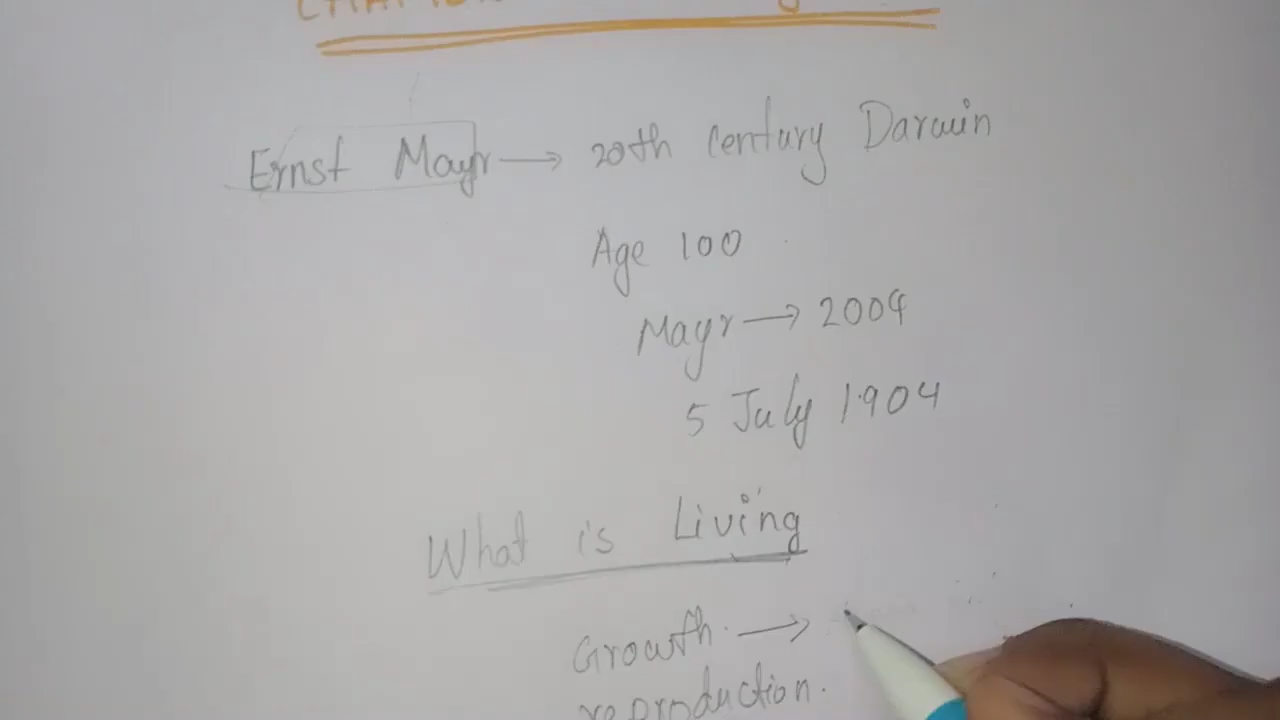 Ernst Mayr → 20th century Darwin
Age 100
Mayr → 2004
5 July 1904
What is Living
Growth →
reproduction.